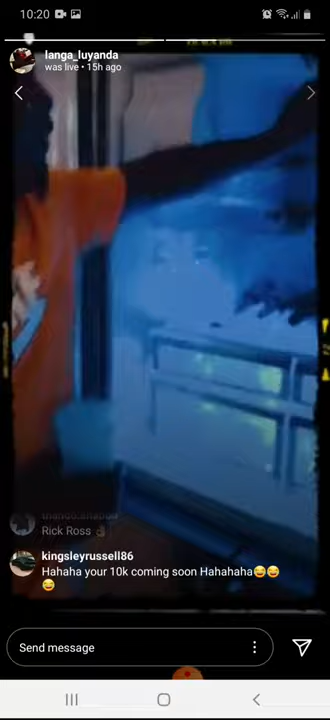 10:20
langa_luyanda
was live • 15h ago
Rick Ross 👌
kingsleyrussell86
Hahaha your 10k coming soon Hahahaha😂😂
😂
Send message